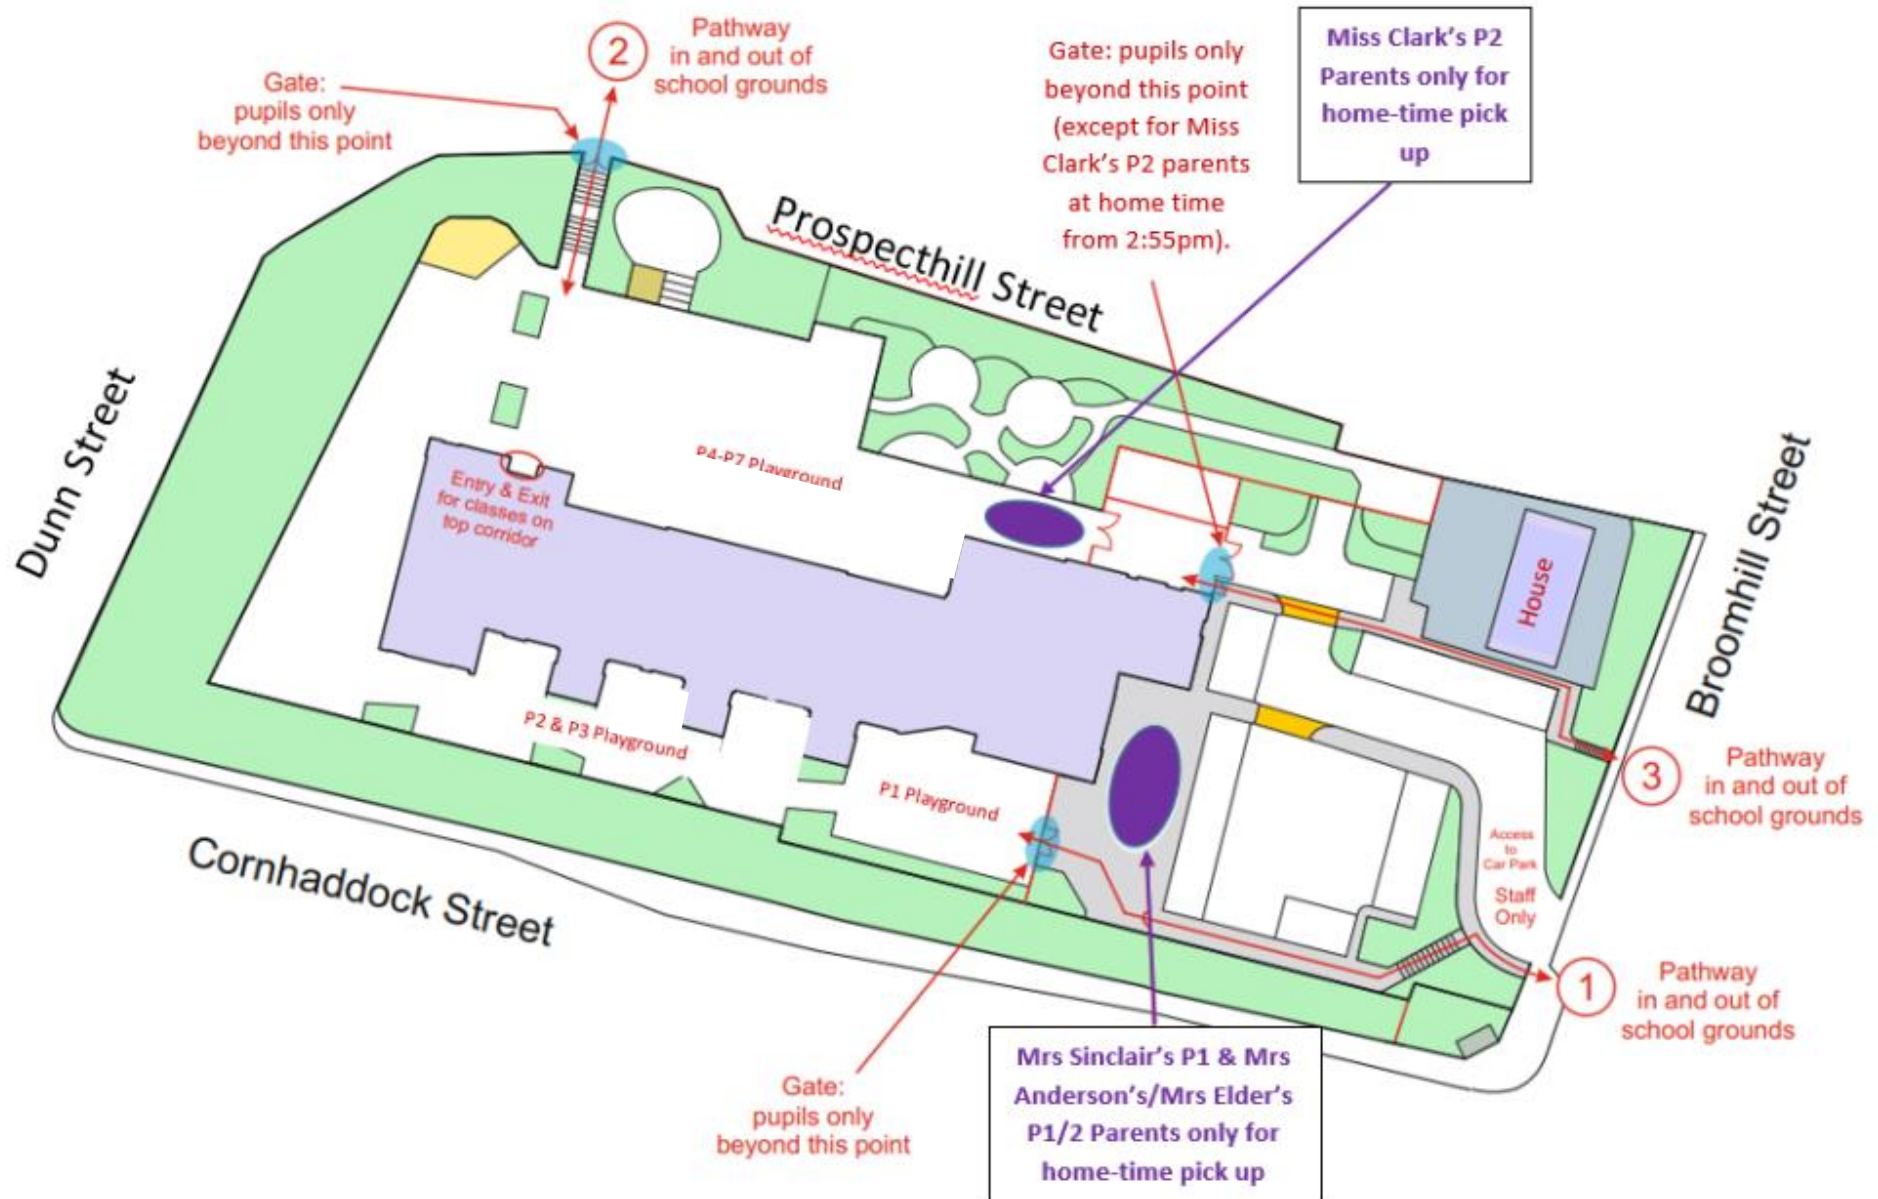 2
Pathway
in and out of
school grounds
Gate:
pupils only
beyond this point
Gate: pupils only
beyond this point
(except for Miss
Clark’s P2 parents
at home time
from 2:55pm).
Miss Clark’s P2
Parents only for
home-time pick
up
Prospecthill Street
Dunn Street
Broomhill Street
P4-P7 Playground
Entry & Exit
for classes on
top corridor
House
P2 & P3 Playground
P1 Playground
3
Pathway
in and out of
school grounds
Access
to
Car Park
Staff
Only
Cornhaddock Street
1
Pathway
in and out of
school grounds
Gate:
pupils only
beyond this point
Mrs Sinclair’s P1 & Mrs
Anderson’s/Mrs Elder’s
P1/2 Parents only for
home-time pick up